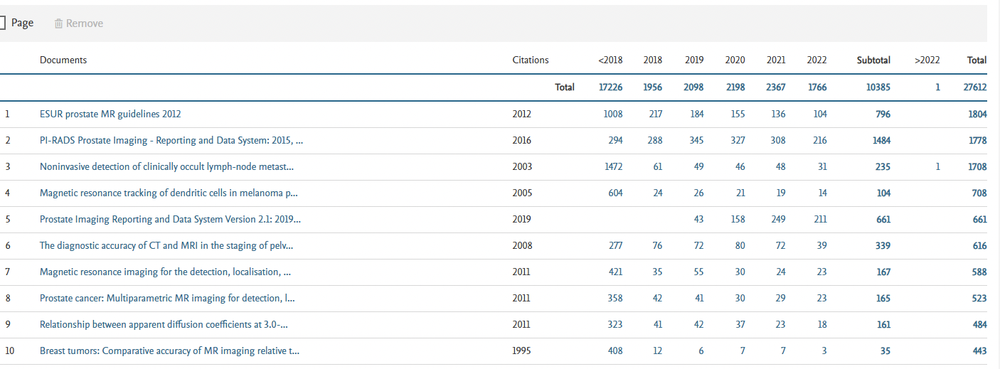 Page Remove
Documents Citations <2018 2018 2019 2020 2021 2022 Subtotal >2022 Total
Total 17226 1956 2098 2198 2367 1766 10385 1 27612
1 ESUR prostate MR guidelines 2012 2012 1008 217 184 155 136 104 796 1804
2 PI-RADS Prostate Imaging - Reporting and Data System: 2015, ... 2016 294 288 345 327 308 216 1484 1778
3 Noninvasive detection of clinically occult lymph-node metast... 2003 1472 61 49 46 48 31 235 1 1708
4 Magnetic resonance tracking of dendritic cells in melanoma p... 2005 604 24 26 21 19 14 104 708
5 Prostate Imaging Reporting and Data System Version 2.1: 2019... 2019 43 158 249 211 661 661
6 The diagnostic accuracy of CT and MRI in the staging of pelv... 2008 277 76 72 80 72 39 339 616
7 Magnetic resonance imaging for the detection, localisation, ... 2011 421 35 55 30 24 23 167 588
8 Prostate cancer: Multiparametric MR imaging for detection, l... 2011 358 42 41 30 29 23 165 523
9 Relationship between apparent diffusion coefficients at 3.0-... 2011 323 41 42 37 23 18 161 484
10 Breast tumors: Comparative accuracy of MR imaging relative t... 1995 408 12 6 7 7 3 35 443